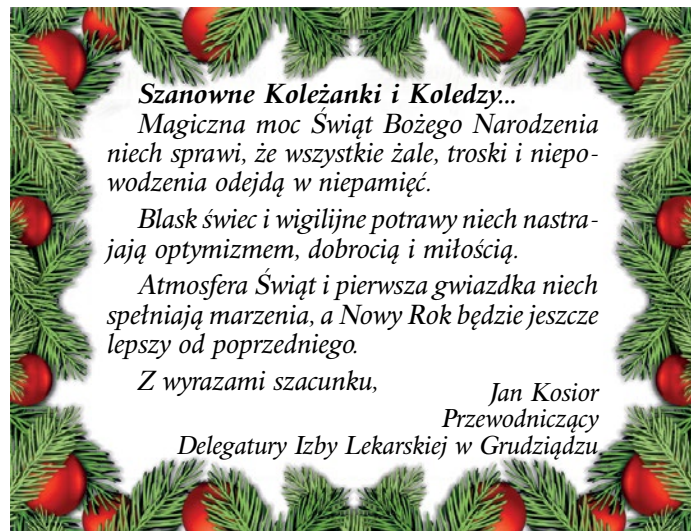 Szanowne Koleżanki i Koledzy...
Magiczna moc Świąt Bożego Narodzenia
niech sprawi, że wszystkie żale, troski i niepo-
wodzenia odejdą w niepamięć.
Blask świec i wigilijne potrawy niech nastra-
jają optymizmem, dobrocią i miłością.
Atmosfera Świąt i pierwsza gwiazdka niech
spełniają marzenia, a Nowy Rok będzie jeszcze
lepszy od poprzedniego.
Z wyrazami szacunku,
Jan Kosior
Przewodniczący
Delegatury Izby Lekarskiej w Grudziądzu